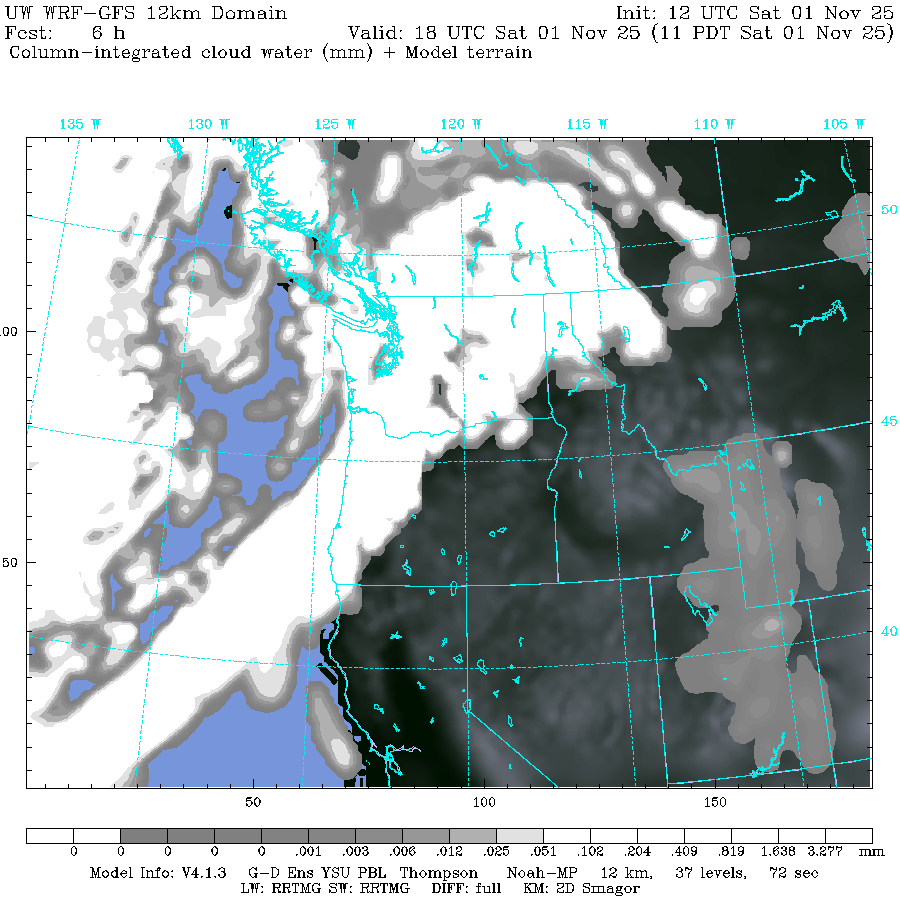 UW WRF-GFS 12km Domain Init: 12 UTC Sat 01 Nov 25
Fcst: 6 h Valid: 18 UTC Sat 01 Nov 25 (11 PDT Sat 01 Nov 25)
Column-integrated cloud water (mm) + Model terrain
135 W 130 W 125 W 120 W 115 W 110 W 105 W
50
00
45
50
40
50 100 150
0 0 0 0 0 .001 .003 .006 .012 .025 .051 .102 .204 .409 .819 1.638 3.277 mm
Model Info: V4.1.3 G-D Ens YSU PBL Thompson Noah-MP 12 km, 37 levels, 72 sec
LW: RRTMG SW: RRTMG DIFF: full KM: 2D Smagor